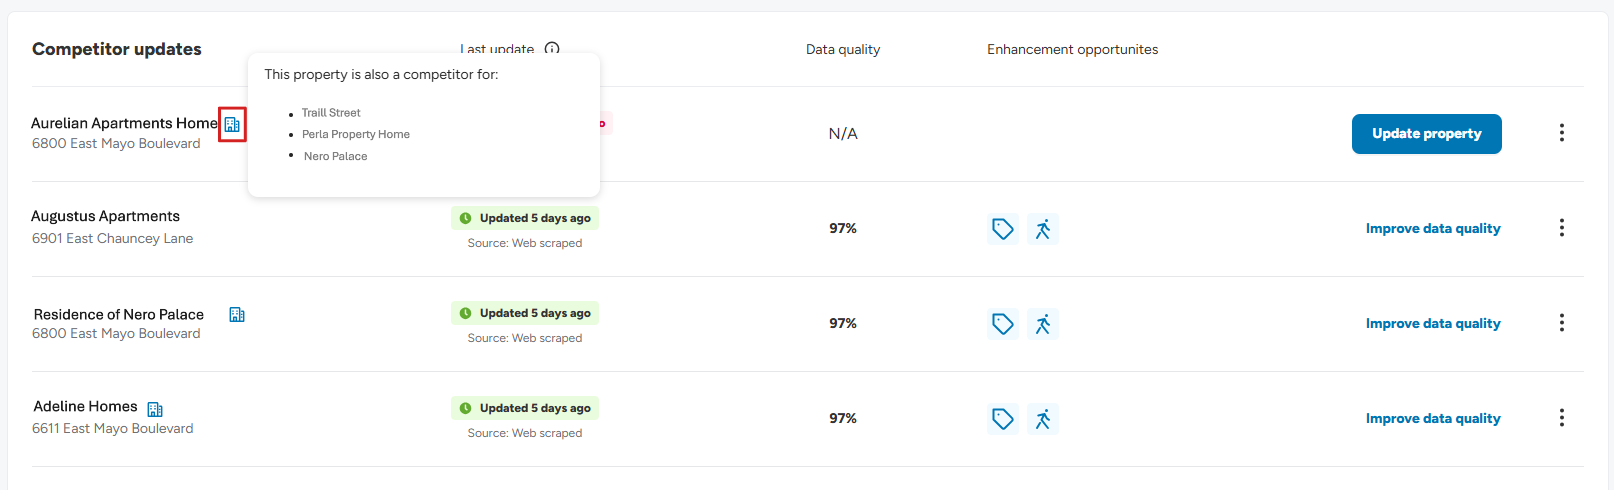 Competitor updates
Last update
Data quality
Enhancement opportunites
This property is also a competitor for:
Traill Street
Perla Property Home
Nero Palace
Aurelian Apartments Home
6800 East Mayo Boulevard
N/A
Update property
Augustus Apartments
6901 East Chauncey Lane
Updated 5 days ago
Source: Web scraped
97%
Improve data quality
Residence of Nero Palace
6800 East Mayo Boulevard
Updated 5 days ago
Source: Web scraped
97%
Improve data quality
Adeline Homes
6611 East Mayo Boulevard
Updated 5 days ago
Source: Web scraped
97%
Improve data quality